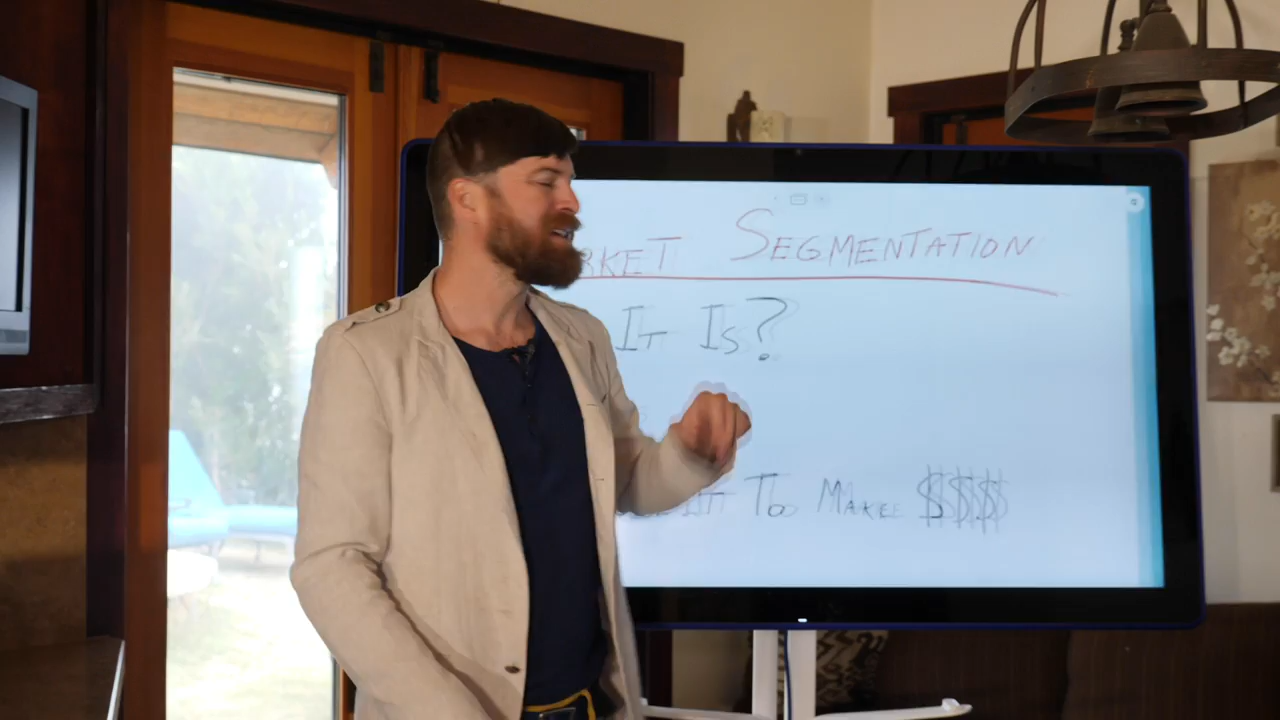 RKET SEGMENTATION
IT IS?
IT TO MAKE $$$